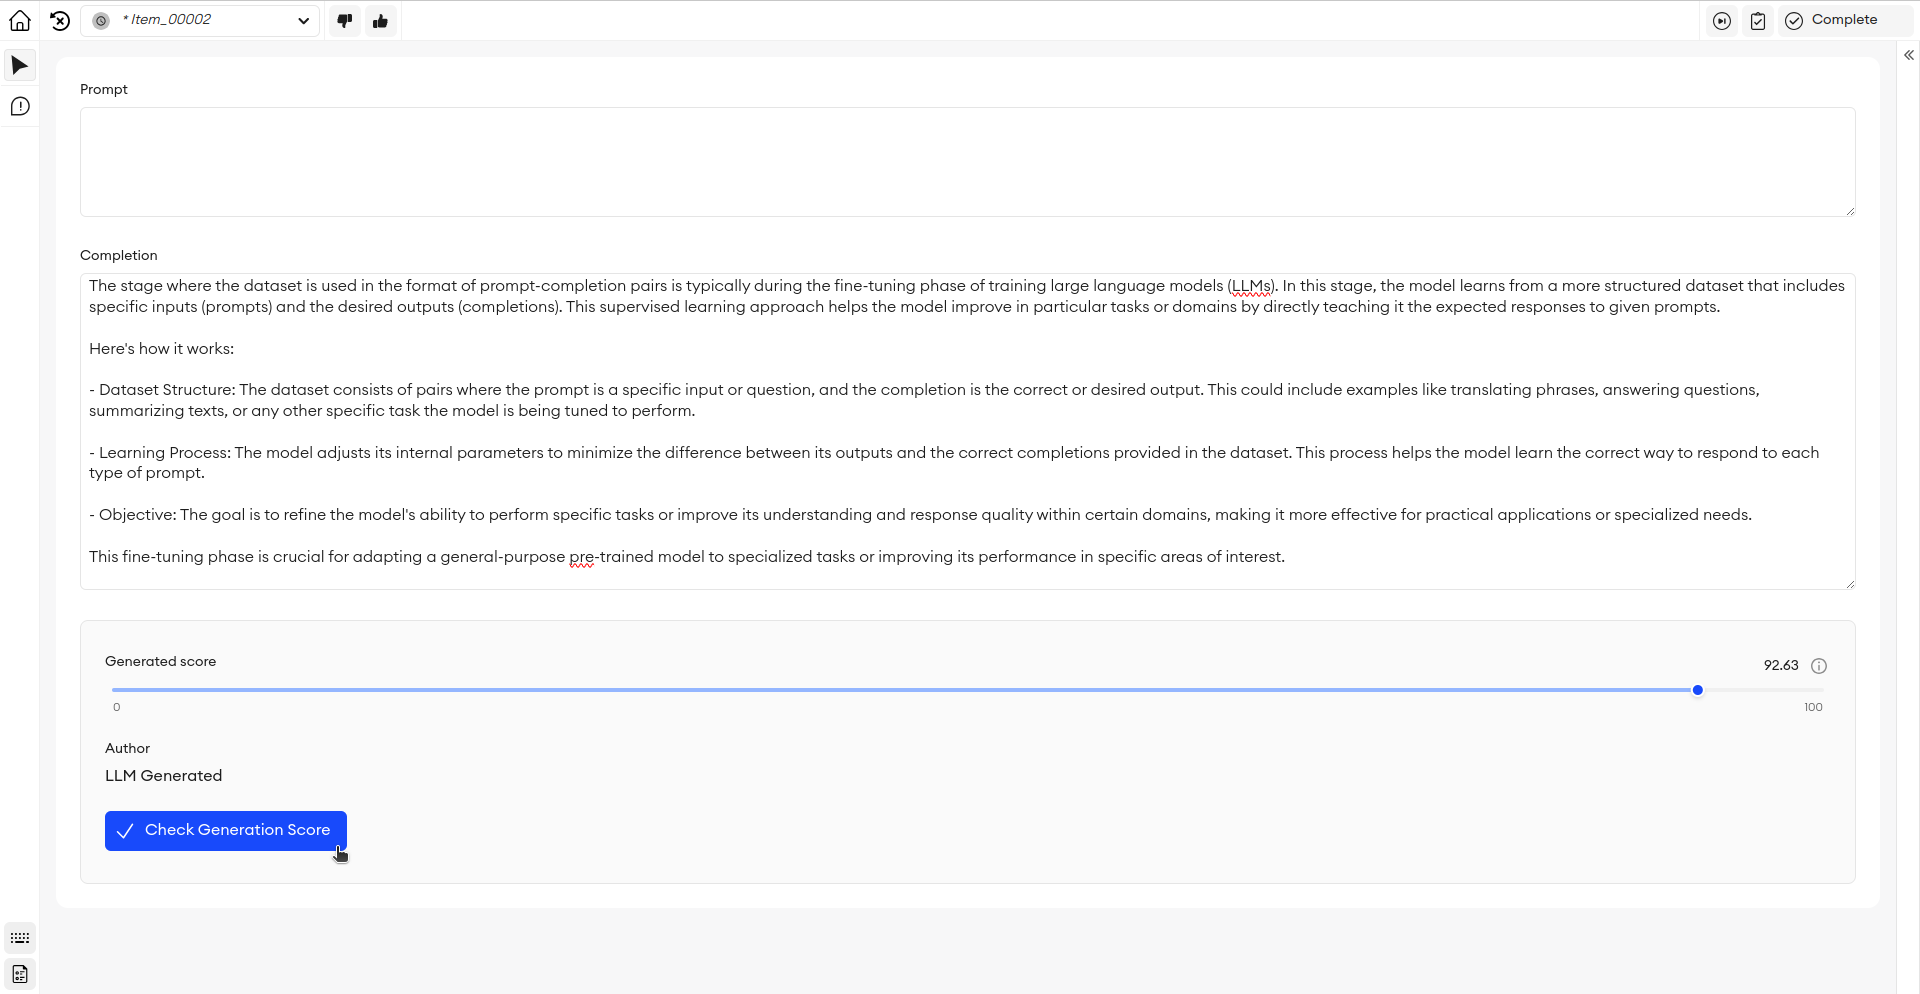 * Item_00002
Complete
Prompt
Completion
The stage where the dataset is used in the format of prompt-completion pairs is typically during the fine-tuning phase of training large language models (LLMs). In this stage, the model learns from a more structured dataset that includes
specific inputs (prompts) and the desired outputs (completions). This supervised learning approach helps the model improve in particular tasks or domains by directly teaching it the expected responses to given prompts.
Here's how it works:
- Dataset Structure: The dataset consists of pairs where the prompt is a specific input or question, and the completion is the correct or desired output. This could include examples like translating phrases, answering questions,
summarizing texts, or any other specific task the model is being tuned to perform.
- Learning Process: The model adjusts its internal parameters to minimize the difference between its outputs and the correct completions provided in the dataset. This process helps the model learn the correct way to respond to each
type of prompt.
- Objective: The goal is to refine the model's ability to perform specific tasks or improve its understanding and response quality within certain domains, making it more effective for practical applications or specialized needs.
This fine-tuning phase is crucial for adapting a general-purpose pre-trained model to specialized tasks or improving its performance in specific areas of interest.
Generated score
92.63
0
100
Author
LLM Generated
Check Generation Score